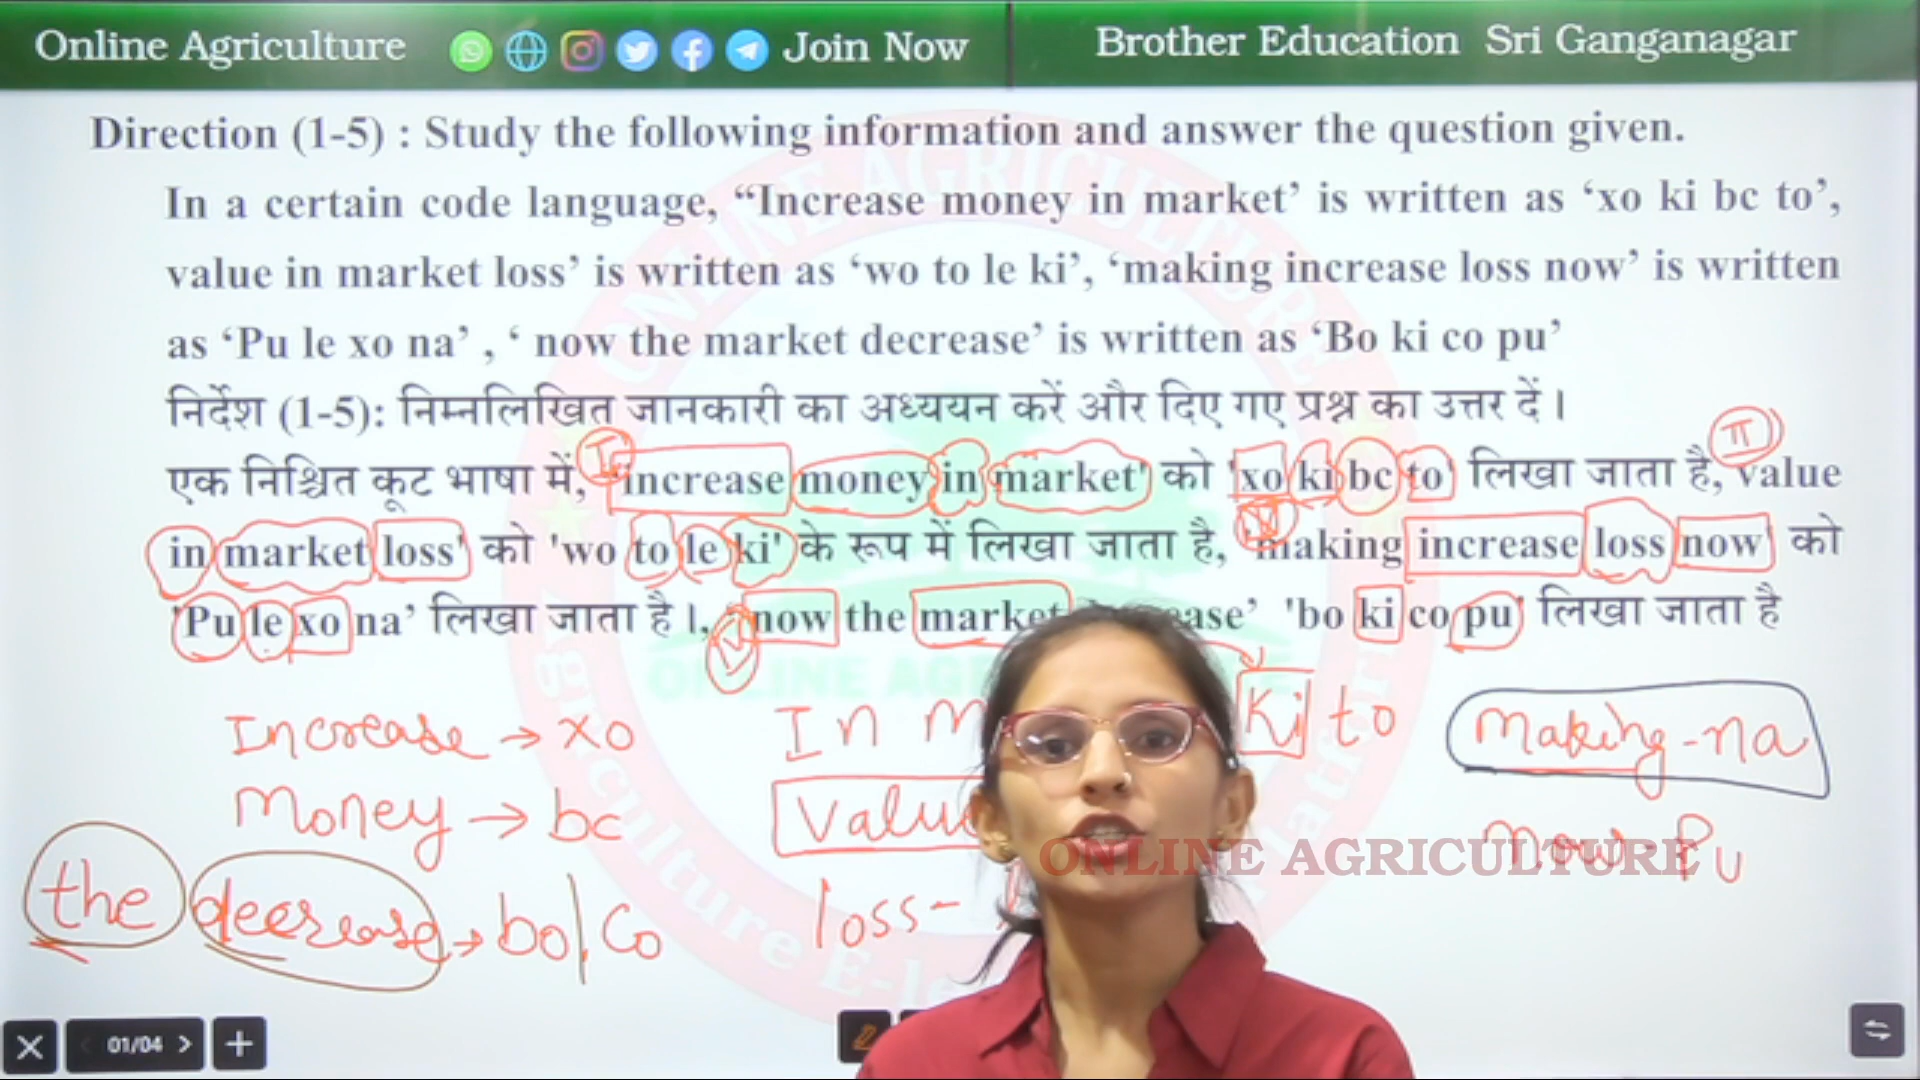 Online Agriculture Join Now Brother Education Sri Ganganagar
Direction (1-5) : Study the following information and answer the question given.
In a certain code language, “Increase money in market’ is written as ‘xo ki bc to’,
value in market loss’ is written as ‘wo to le ki’, ‘making increase loss now’ is written
as ‘Pu le xo na’ , ‘ now the market decrease’ is written as ‘Bo ki co pu’
निर्देश (1-5): निम्नलिखित जानकारी का अध्ययन करें और दिए गए प्रश्न का उत्तर दें ।
एक निश्चित कूट भाषा में, 'increase money in market' को 'xo ki bc to' लिखा जाता है, value
in market loss' को 'wo to le ki' के रूप में लिखा जाता है, making increase loss now' को
'Pu le xo na’ लिखा जाता है ।, now the market 'bo ki co pu' लिखा जाता है
I
II
IV
Increase → xo In Ki to Making - na
Money → bc Value Now - Pu
the decrease → bo/co loss -
ONLINE AGRICULTURE
01/04